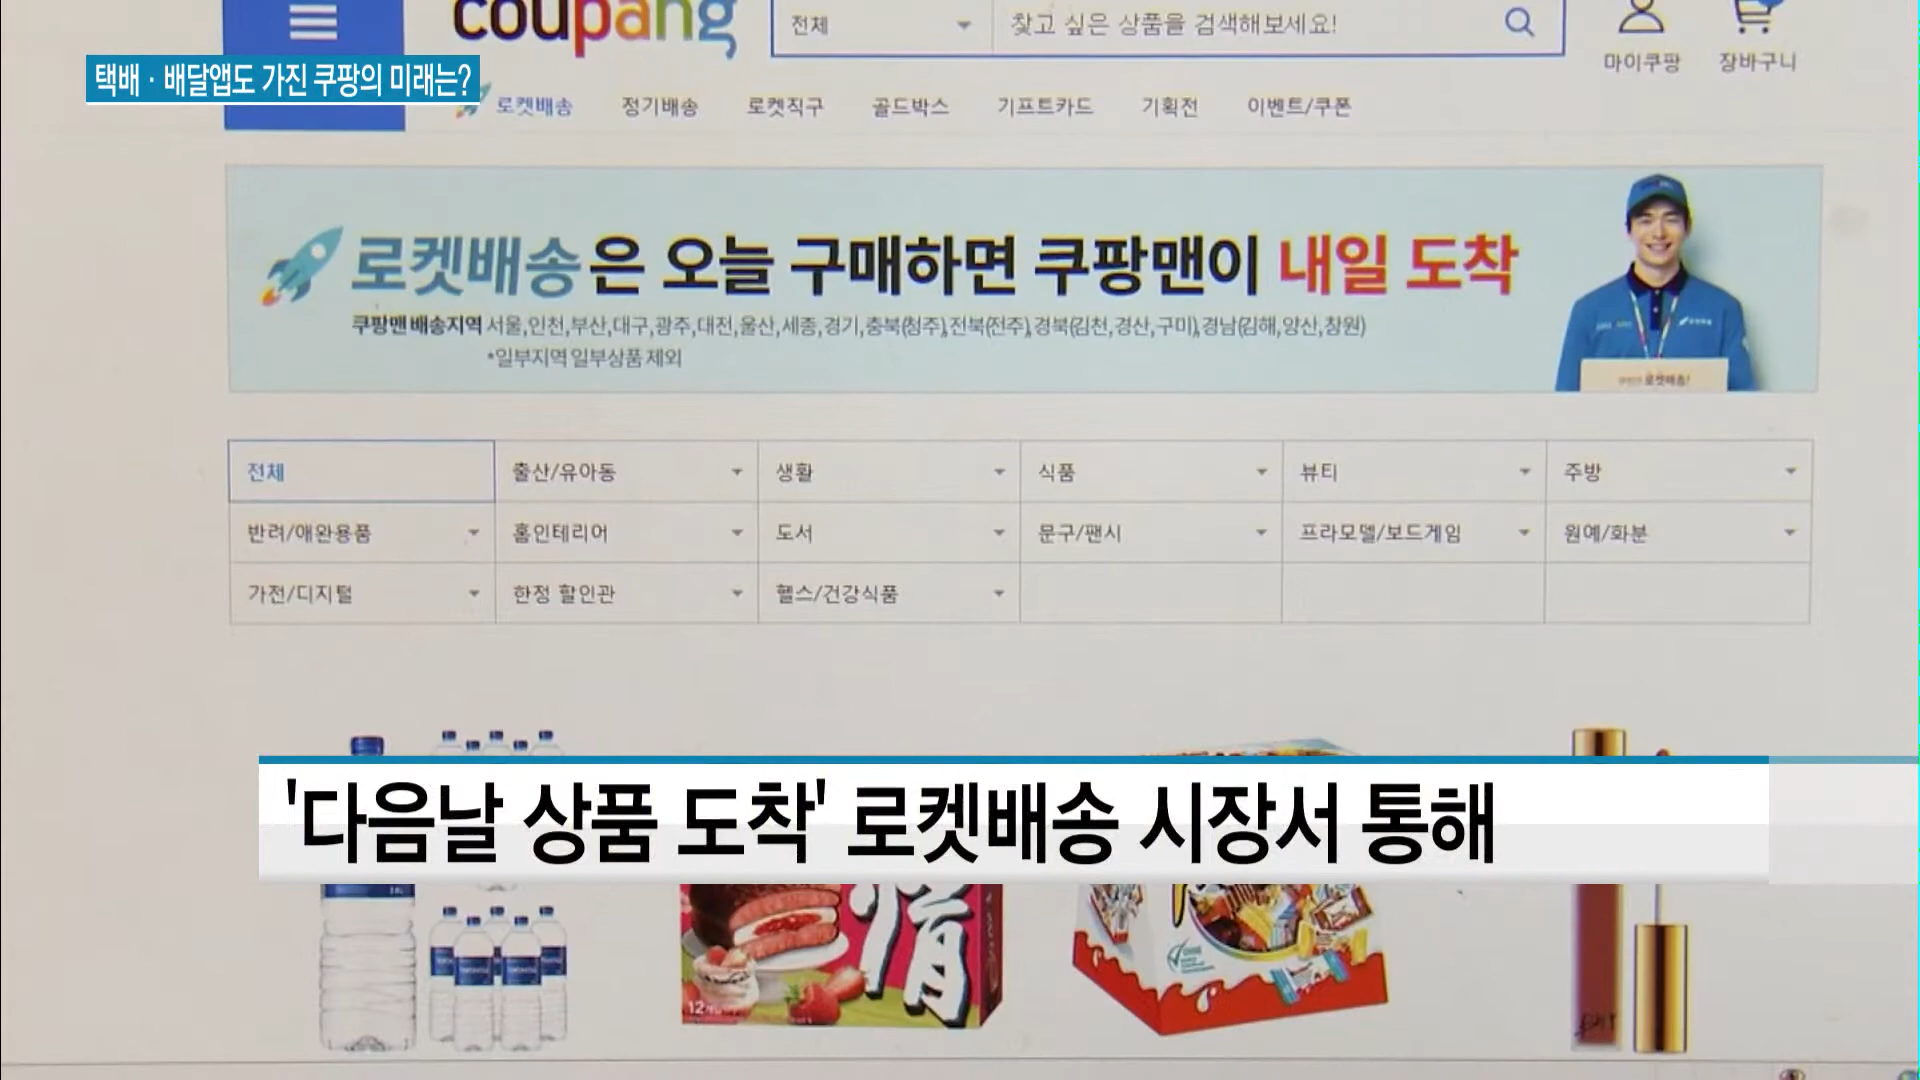 coupang
전체
찾고 싶은 상품을 검색해보세요!
마이쿠팡
장바구니
택배·배달앱도 가진 쿠팡의 미래는?
로켓배송
정기배송
로켓직구
골드박스
기프트카드
기획전
이벤트/쿠폰
로켓배송은 오늘 구매하면 쿠팡맨이 내일 도착
쿠팡맨 배송지역 서울,인천,부산,대구,광주,대전,울산,세종,경기,충북(청주),전북(전주),경북(김천,경산,구미),경남(김해,양산,창원)
*일부지역 일부상품 제외
로켓배송!
전체
출산/유아동
생활
식품
뷰티
주방
반려/애완용품
홈인테리어
도서
문구/팬시
프라모델/보드게임
원예/화분
가전/디지털
한정 할인관
헬스/건강식품
'다음날 상품 도착' 로켓배송 시장서 통해
情
12